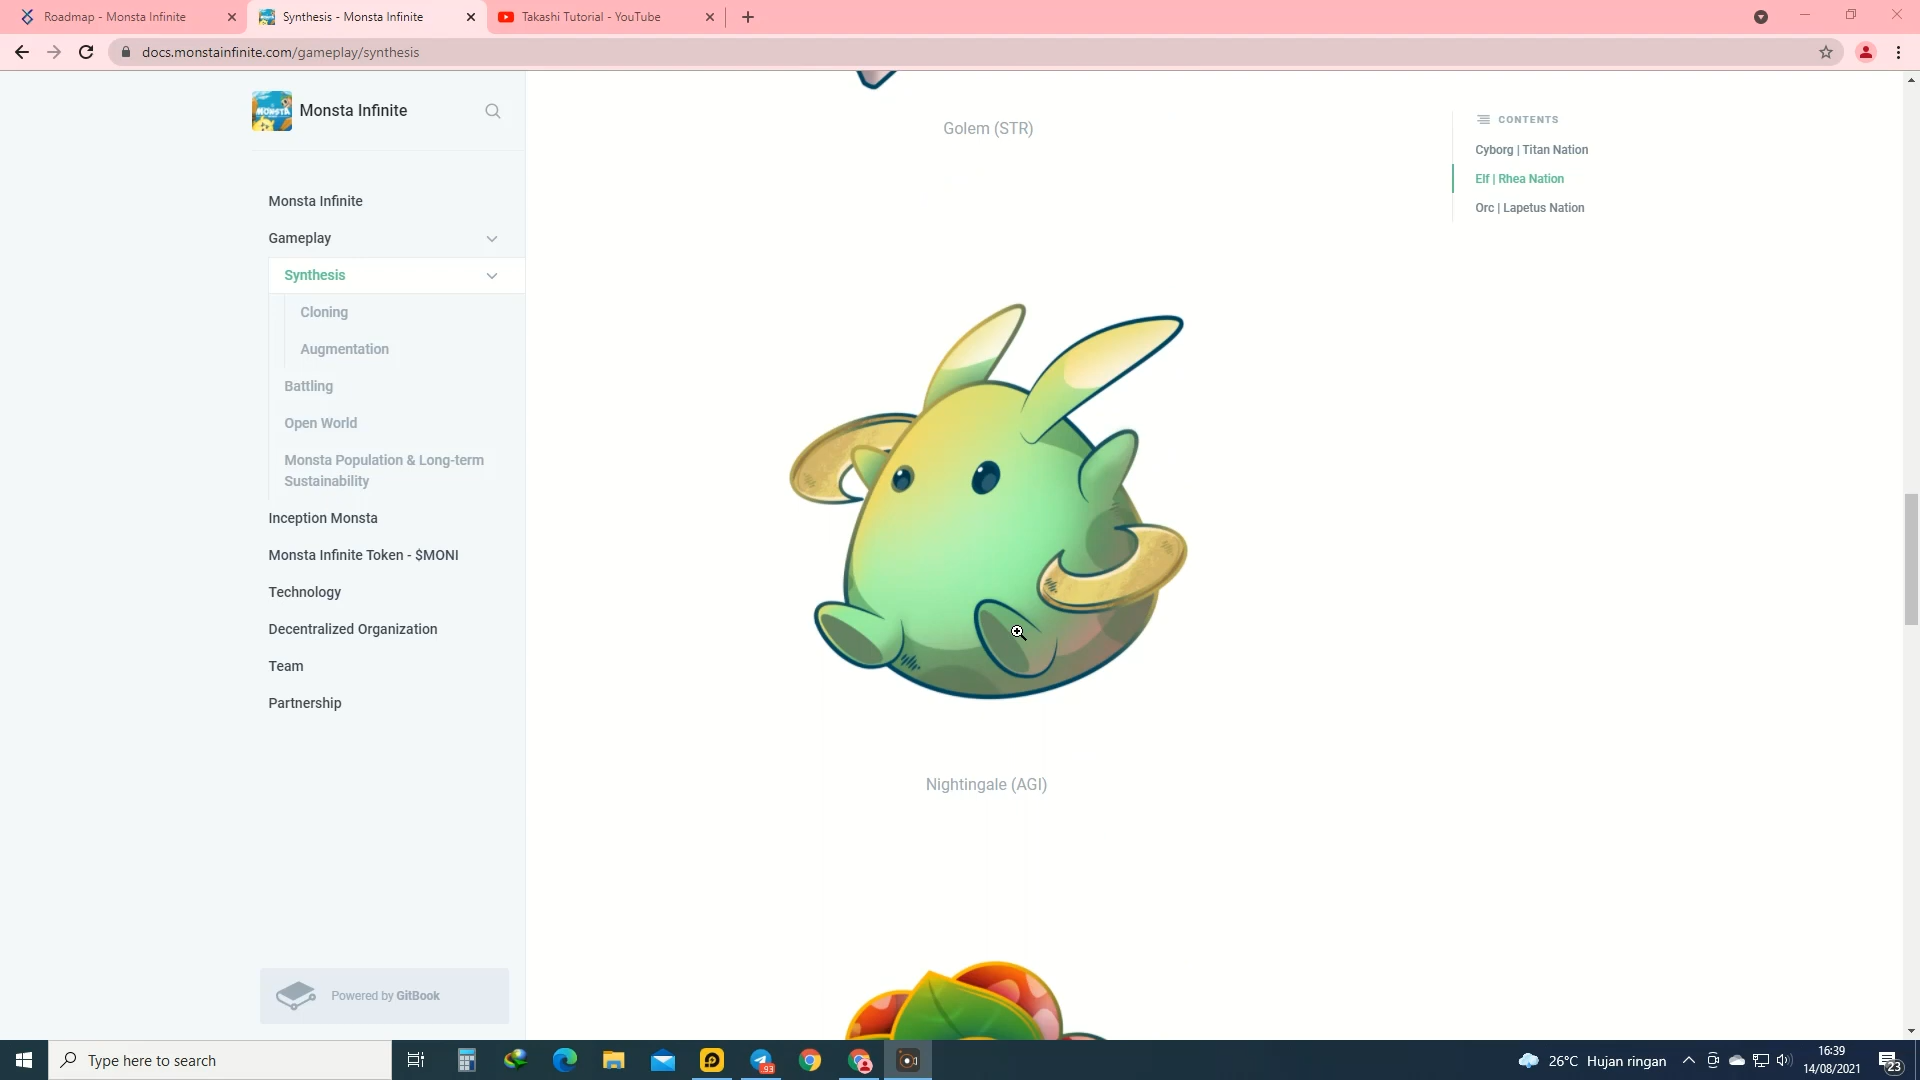 Roadmap - Monsta Infinite
Synthesis - Monsta Infinite
Takashi Tutorial - YouTube
docs.monstainfinite.com/gameplay/synthesis
MONSTA
Monsta Infinite
Monsta Infinite
Gameplay
Synthesis
Cloning
Augmentation
Battling
Open World
Monsta Population & Long-term
Sustainability
Inception Monsta
Monsta Infinite Token - $MONI
Technology
Decentralized Organization
Team
Partnership
Powered by GitBook
Golem (STR)
Nightingale (AGI)
CONTENTS
Cyborg | Titan Nation
Elf | Rhea Nation
Orc | Lapetus Nation
Type here to search
93
26°C Hujan ringan
16:39
14/08/2021
23